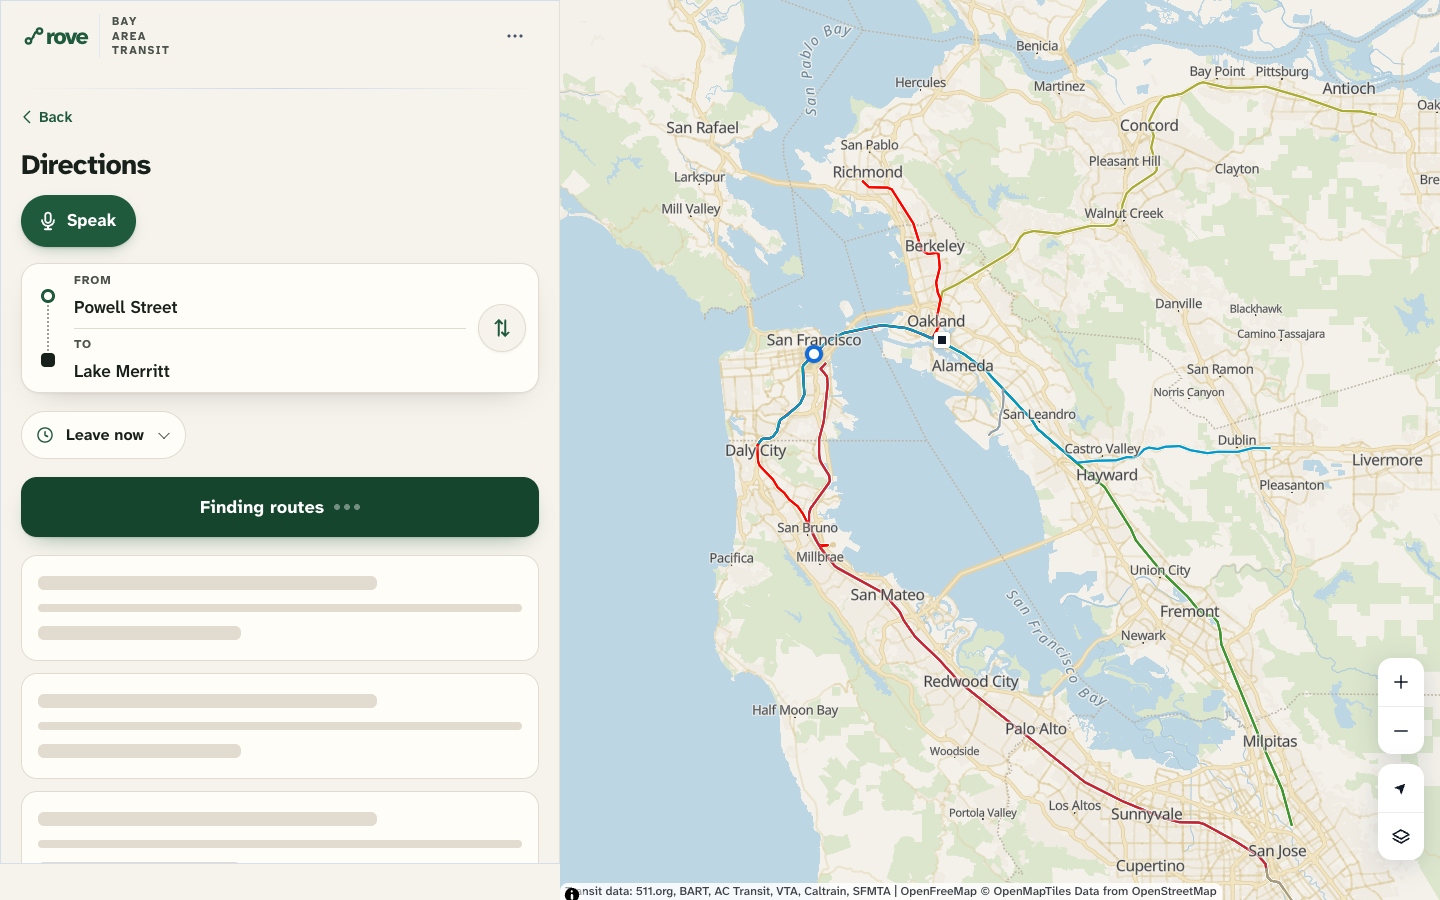 rove
BAY
AREA
TRANSIT
Back
Directions
Speak
FROM
Powell Street
TO
Lake Merritt
Leave now
Finding routes
San Pablo Bay
Benicia
Hercules
Martinez
Bay Point
Pittsburg
Antioch
Oak
San Rafael
Concord
San Pablo
Richmond
Pleasant Hill
Clayton
Larkspur
Bre
Mill Valley
Walnut Creek
Berkeley
Danville
Blackhawk
Oakland
Camino Tassajara
San Francisco
Alameda
San Ramon
Norris Canyon
San Leandro
Daly City
Castro Valley
Dublin
Livermore
Hayward
Pleasanton
San Bruno
Pacifica
Millbrae
Union City
San Mateo
San Francisco Bay
Fremont
Newark
Redwood City
Half Moon Bay
Palo Alto
Milpitas
Woodside
Los Altos
Portola Valley
Sunnyvale
San Jose
Cupertino
nsit data: 511.org, BART, AC Transit, VTA, Caltrain, SFMTA | OpenFreeMap © OpenMapTiles Data from OpenStreetMap